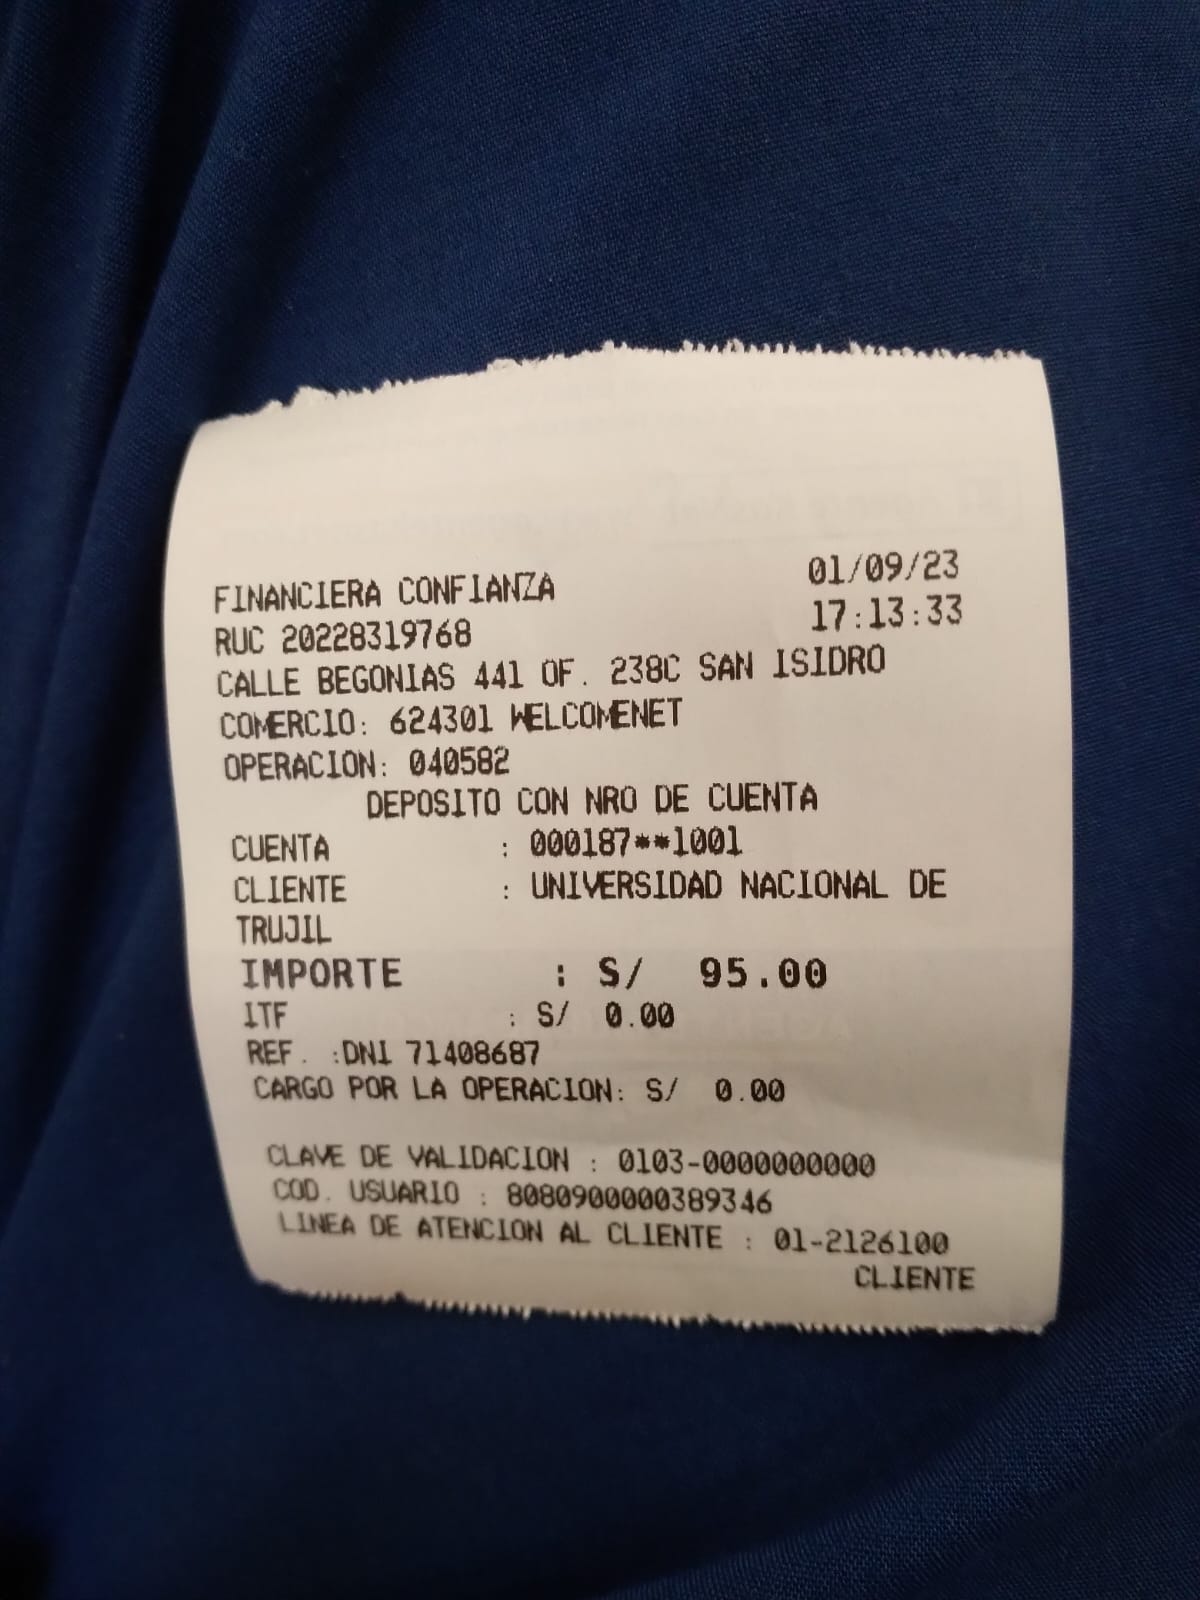 FINANCIERA CONFIANZA 01/09/23
RUC 20228319768 17:13:33
CALLE BEGONIAS 441 OF. 238C SAN ISIDRO
COMERCIO: 624301 WELCOMENET
OPERACION: 040582
DEPOSITO CON NRO DE CUENTA
CUENTA : 000187**1001
CLIENTE : UNIVERSIDAD NACIONAL DE
TRUJIL
IMPORTE : S/ 95.00
ITF : S/ 0.00
REF. :DNI 71408687
CARGO POR LA OPERACION: S/ 0.00
CLAVE DE VALIDACION : 0103-0000000000
COD. USUARIO : 8080900000389346
LINEA DE ATENCION AL CLIENTE : 01-2126100
CLIENTE